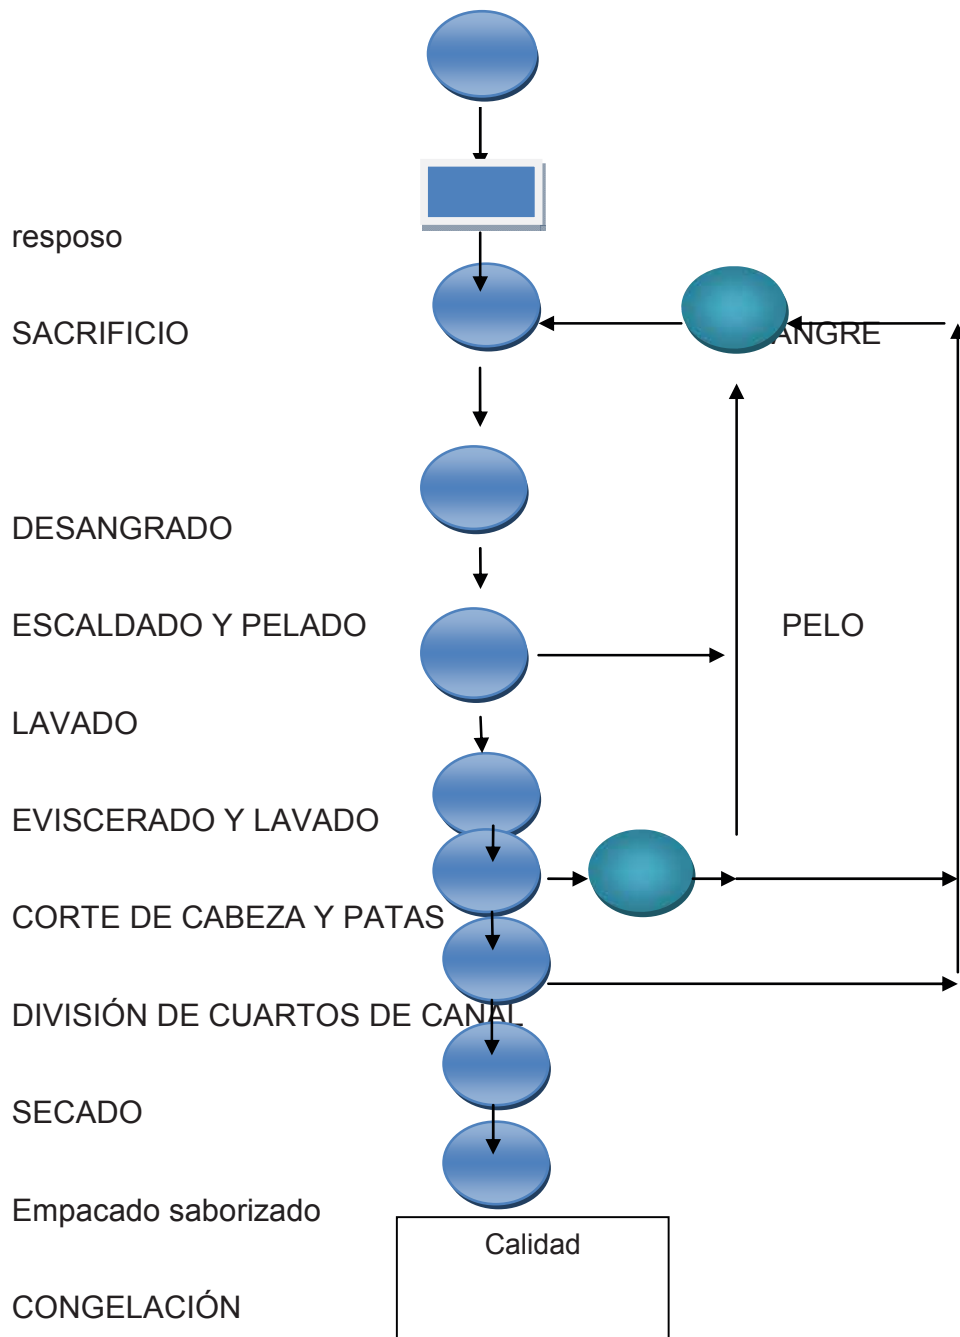 resposo
SACRIFICIO ANGRE
DESANGRADO
ESCALDADO Y PELADO PELO
LAVADO
EVISCERADO Y LAVADO
CORTE DE CABEZA Y PATAS
DIVISIÓN DE CUARTOS DE CANAL
SECADO
Empacado saborizado
Calidad
CONGELACIÓN